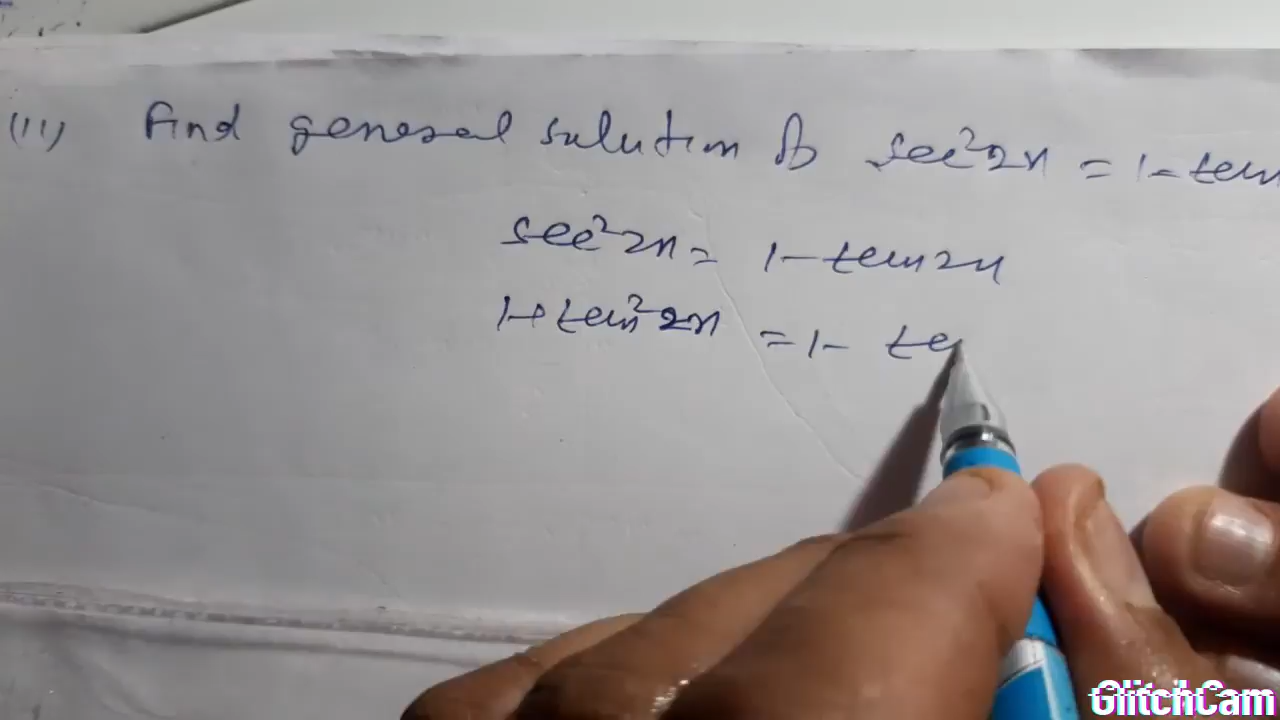 (11) Find general solution of sec²2x = 1 - tan
sec²2x = 1 - tan2x
1 + tan²2x = 1 - ta
GlitchCam